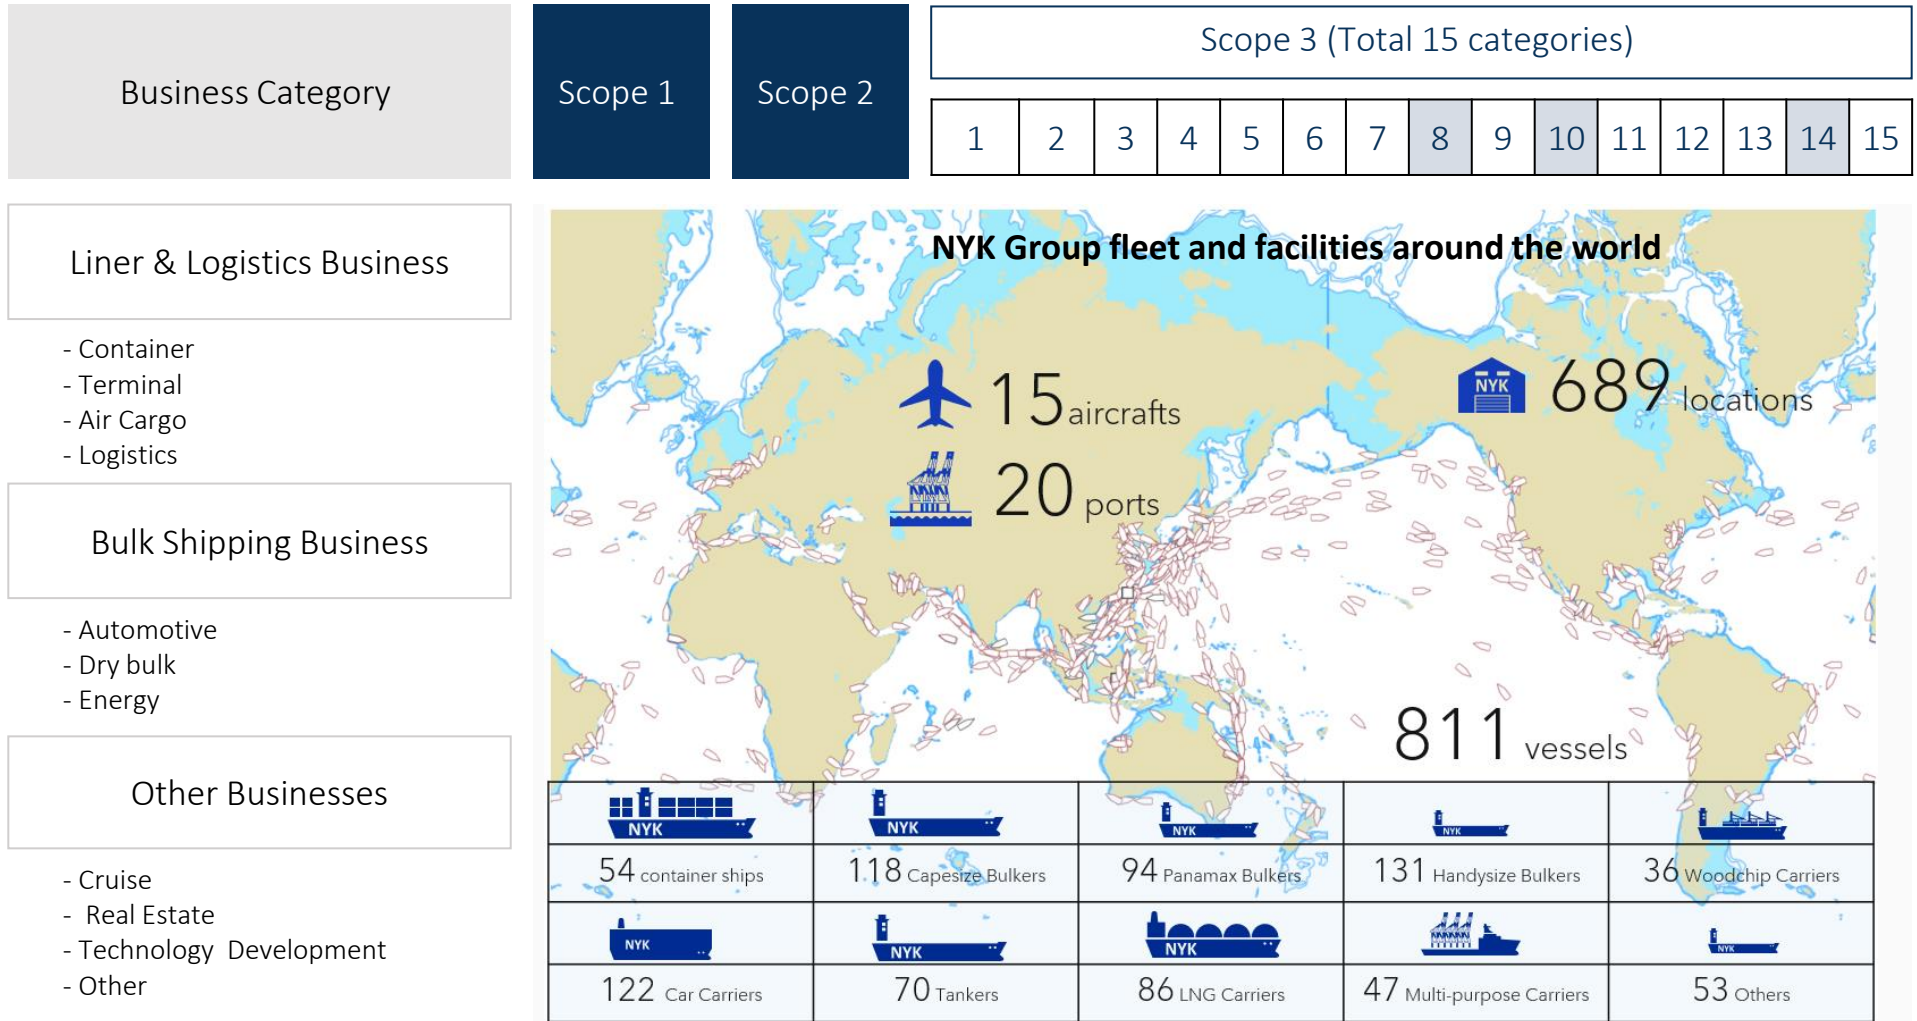 Business Category
Scope 1
Scope 2
Scope 3 (Total 15 categories)
1 2 3 4 5 6 7 8 9 10 11 12 13 14 15
Liner & Logistics Business
- Container
- Terminal
- Air Cargo
- Logistics
Bulk Shipping Business
- Automotive
- Dry bulk
- Energy
Other Businesses
- Cruise
- Real Estate
- Technology Development
- Other
NYK Group fleet and facilities around the world
15 aircrafts
NYK
689 locations
20 ports
811 vessels
NYK
NYK
NYK
NYK
54 container ships
118 Capesize Bulkers
94 Panamax Bulkers
131 Handysize Bulkers
36 Woodchip Carriers
NYK
NYK
NYK
NYK
122 Car Carriers
70 Tankers
86 LNG Carriers
47 Multi-purpose Carriers
53 Others